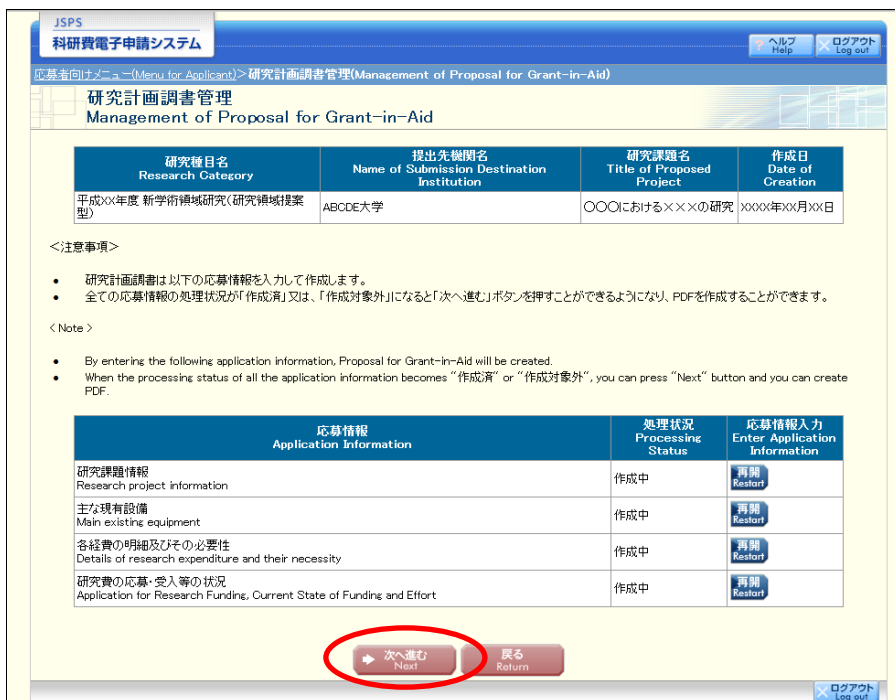 JSPS
科研費電子申請システム
? ヘルプ
Help
ログアウト
Log out
応募者向けメニュー(Menu for Applicant)>研究計画調書管理(Management of Proposal for Grant-in-Aid)
研究計画調書管理
Management of Proposal for Grant-in-Aid
研究種目名
Research Category
提出先機関名
Name of Submission Destination
Institution
研究課題名
Title of Proposed
Project
作成日
Date of
Creation
平成XX年度 新学術領域研究(研究領域提案
型)
ABCDE大学
〇〇〇における×××の研究
XXXX年XX月XX日
<注意事項>
● 研究計画調書は以下の応募情報を入力して作成します。
● 全ての応募情報の処理状況が「作成済」又は、「作成対象外」になると「次へ進む」ボタンを押すことができるようになり、PDFを作成することができます。
< Note >
● By entering the following application information, Proposal for Grant-in-Aid will be created.
● When the processing status of all the application information becomes "作成済" or "作成対象外", you can press "Next" button and you can create
PDF.
応募情報
Application Information
処理状況
Processing
Status
応募情報入力
Enter Application
Information
研究課題情報
Research project information
作成中
再開
Restart
主な現有設備
Main existing equipment
作成中
再開
Restart
各経費の明細及びその必要性
Details of research expenditure and their necessity
作成中
再開
Restart
研究費の応募・受入等の状況
Application for Research Funding, Current State of Funding and Effort
作成中
再開
Restart
次へ進む
Next
戻る
Return
ログアウト
Log out